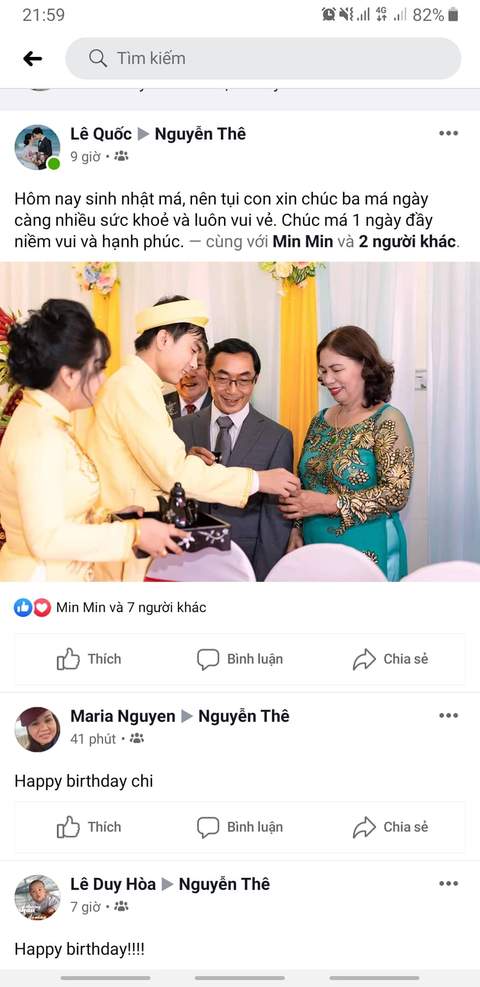 21:59
4G
82%
Tìm kiếm
Lê Quốc ▶ Nguyễn Thê
9 giờ
Hôm nay sinh nhật má, nên tụi con xin chúc ba má ngày
càng nhiều sức khoẻ và luôn vui vẻ. Chúc má 1 ngày đầy
niềm vui và hạnh phúc. — cùng với Min Min và 2 người khác.
Min Min và 7 người khác
Thích Bình luận Chia sẻ
Maria Nguyen ▶ Nguyễn Thê
41 phút
Happy birthday chi
Thích Bình luận Chia sẻ
Lê Duy Hòa ▶ Nguyễn Thê
7 giờ
Happy birthday!!!!